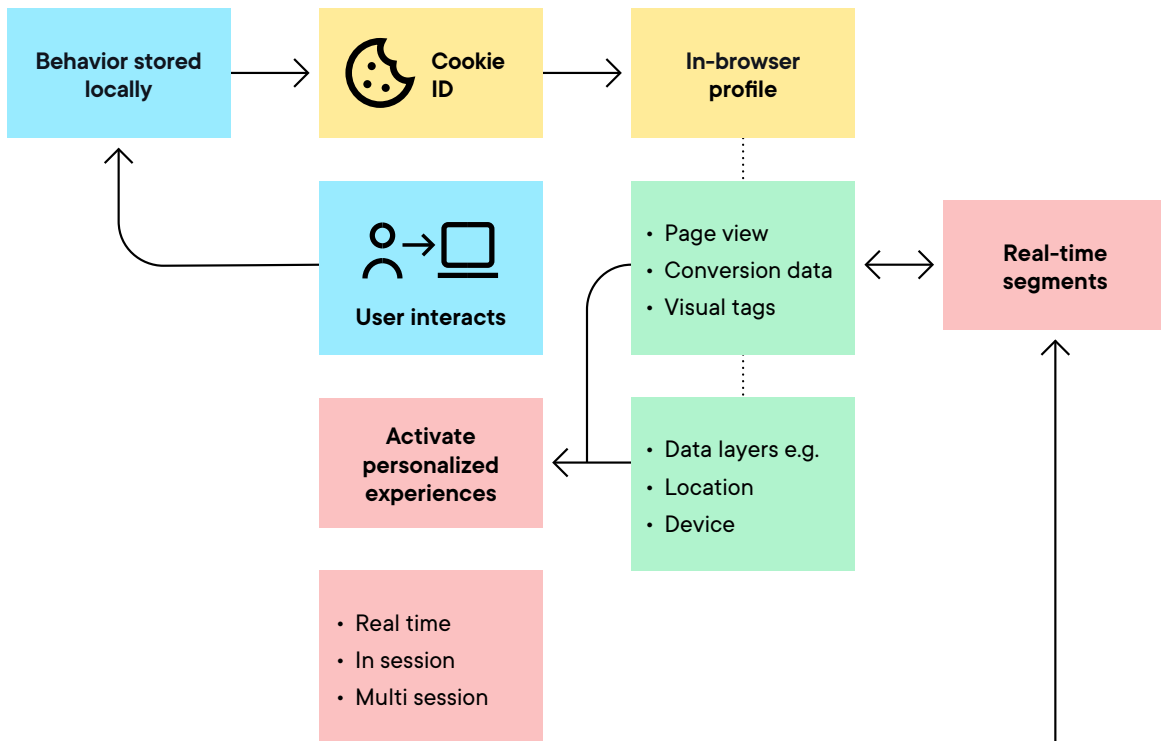 Behavior stored
locally
Cookie
ID
In-browser
profile
User interacts
• Page view
• Conversion data
• Visual tags
Real-time
segments
Activate
personalized
experiences
• Data layers e.g.
• Location
• Device
• Real time
• In session
• Multi session